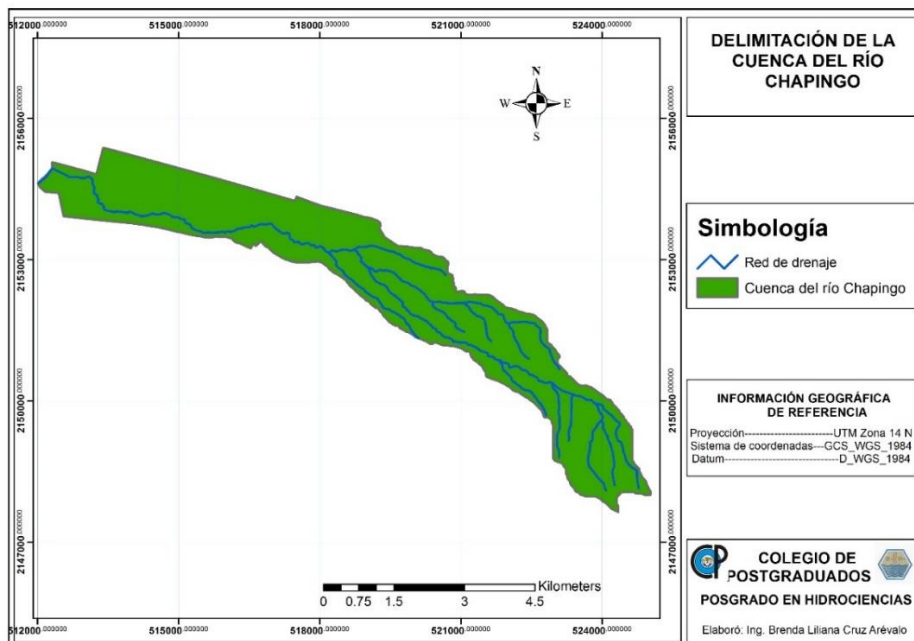 512000.000000 515000.000000 518000.000000 521000.000000 524000.000000
DELIMITACIÓN DE LA
CUENCA DEL RÍO
CHAPINGO
N
W E
S
2156000.000000 2156000.000000
2153000.000000 2153000.000000
2150000.000000 2150000.000000
2147000.000000 2147000.000000
Simbología
Red de drenaje
Cuenca del río Chapingo
INFORMACIÓN GEOGRÁFICA
DE REFERENCIA
Proyección-----------------------UTM Zona 14 N
Sistema de coordenadas---GCS_WGS_1984
Datum------------------------------D_WGS_1984
Kilometers
0 0.75 1.5 3 4.5
512000.000000 515000.000000 518000.000000 521000.000000 524000.000000
CP
COLEGIO DE
POSTGRADUADOS
POSGRADO EN HIDROCIENCIAS
Elaboró: Ing. Brenda Liliana Cruz Arévalo